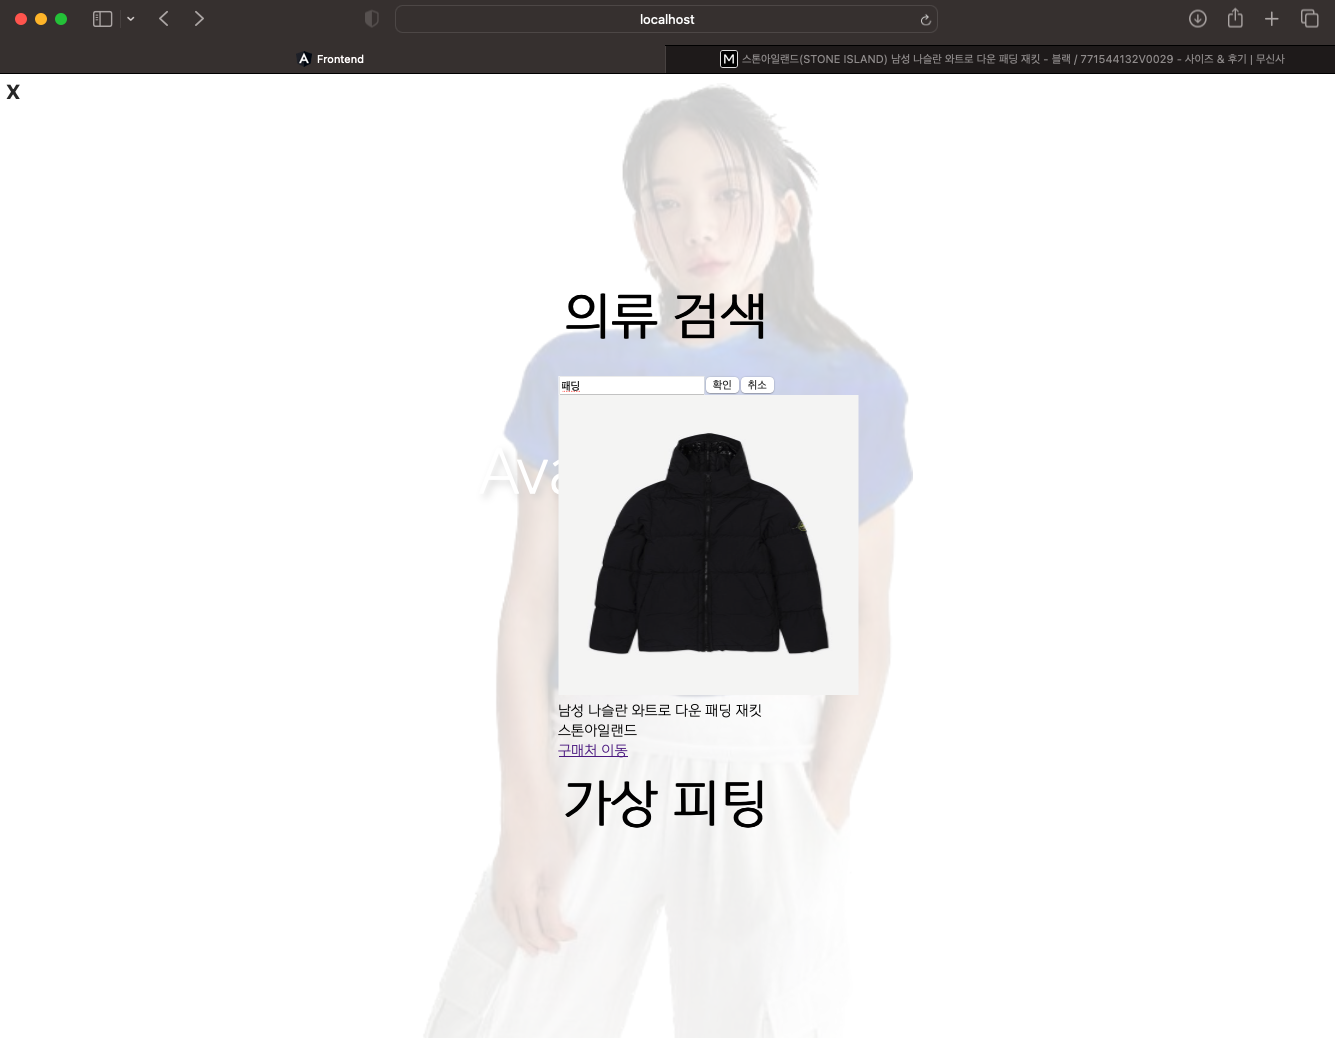 localhost
Frontend
M 스톤아일랜드(STONE ISLAND) 남성 나슬란 와트로 다운 패딩 재킷 - 블랙 / 771544132V0029 - 사이즈 & 후기 | 무신사
X
의류 검색
패딩 확인 취소
Ava
남성 나슬란 와트로 다운 패딩 재킷
스톤아일랜드
구매처 이동
가상 피팅